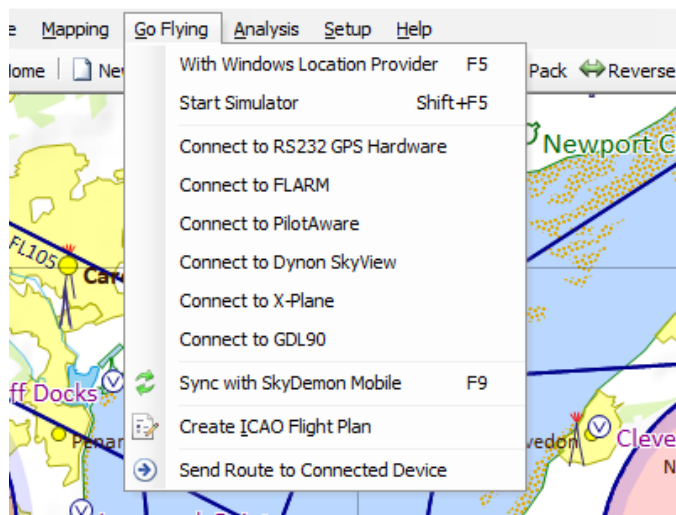 Mapping Go Flying Analysis Setup Help
Pack Reverse
With Windows Location Provider F5
Start Simulator Shift+F5
Connect to RS232 GPS Hardware
Newport C
Connect to FLARM
Connect to PilotAware
FL105
Connect to Dynon SkyView
Car
Connect to X-Plane
Connect to GDL90
Sync with SkyDemon Mobile F9
ff Docks
Create ICAO Flight Plan
Penar
vedon
Cleve
Send Route to Connected Device
N